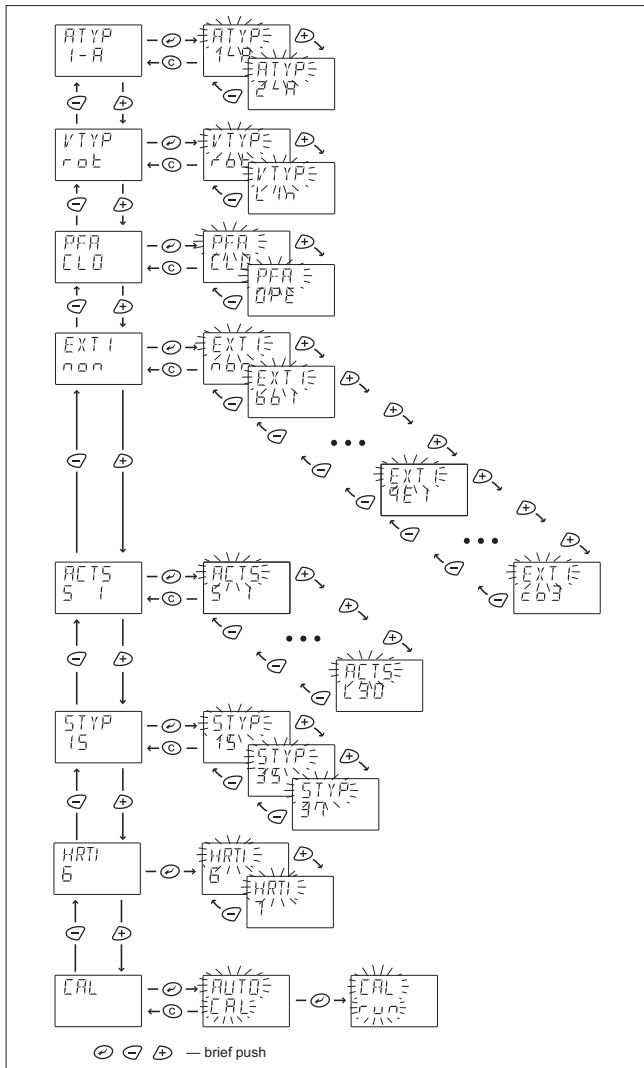 ATYP ATYP
1-A 1-A
C
ATYP
2-A
VTYP VTYP
rot rot
C
VTYP
LIn
PFA PFA
CLO CLO
C
PFA
OPE
EXT1 EXT1
non non
C
EXT1
bb1
• • •
EXT1
9E1
• • •
EXT1
co3
ACTS ACTS
S 1 S 1
C
• • •
ACTS
L90
STYP STYP
15 15
C
STYP
35
STYP
37
HRTI HRTI
6 6
HRTI
7
CAL AUTO CAL
CAL run
C
— brief push